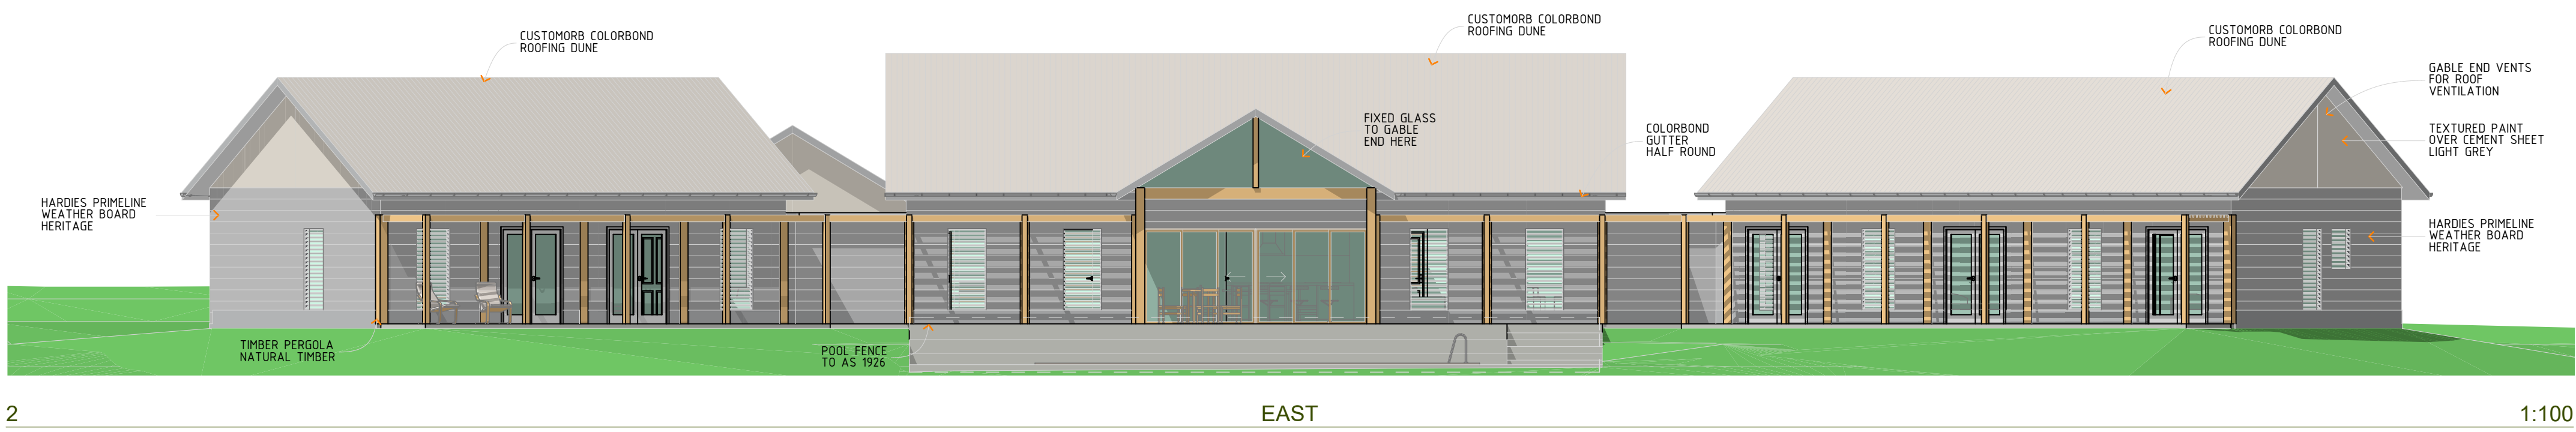 CUSTOMORB COLORBOND
ROOFING DUNE
CUSTOMORB COLORBOND
ROOFING DUNE
CUSTOMORB COLORBOND
ROOFING DUNE
GABLE END VENTS
FOR ROOF
VENTILATION
FIXED GLASS
TO GABLE
END HERE
COLORBOND
GUTTER
HALF ROUND
TEXTURED PAINT
OVER CEMENT SHEET
LIGHT GREY
HARDIES PRIMELINE
WEATHER BOARD
HERITAGE
HARDIES PRIMELINE
WEATHER BOARD
HERITAGE
TIMBER PERGOLA
NATURAL TIMBER
POOL FENCE
TO AS 1926
2
EAST
1:100